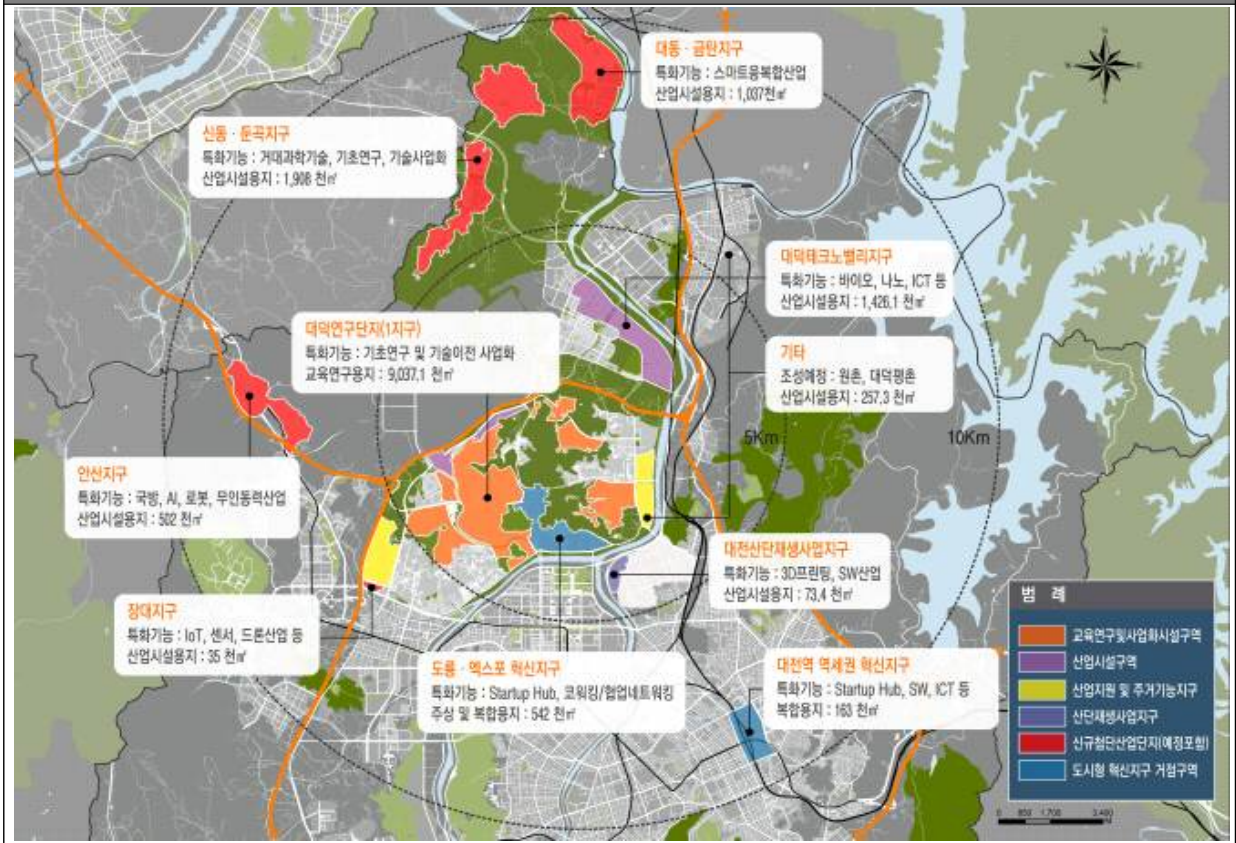 대동 · 금탄지구
특화기능 : 스마트융복합산업
산업시설용지 : 1,037천㎡
신동 · 둔곡지구
특화기능 : 거대과학기술, 기초연구, 기술사업화
산업시설용지 : 1,908 천㎡
대덕테크노밸리지구
특화기능 : 바이오, 나노, ICT 등
산업시설용지 : 1,426.1 천㎡
대덕연구단지(1지구)
특화기능 : 기초연구 및 기술이전 사업화
교육연구용지 : 9,037.1 천㎡
기타
조성예정 : 원촌, 대덕평촌
산업시설용지 : 257.3 천㎡
5Km
10Km
안산지구
특화기능 : 국방, AI, 로봇, 무인동력산업
산업시설용지 : 502 천㎡
대전산단재생사업지구
특화기능 : 3D프린팅, SW산업
산업시설용지 : 73.4 천㎡
장대지구
특화기능 : IoT, 센서, 드론산업 등
산업시설용지 : 35 천㎡
도룡 · 엑스포 혁신지구
특화기능 : Startup Hub, 코워킹/협업네트워킹
주상 및 복합용지 : 542 천㎡
대전역 역세권 혁신지구
특화기능 : Startup Hub, SW, ICT 등
복합용지 : 163 천㎡
범 례
교육연구및사업화시설구역
산업시설구역
산업지원 및 주거기능지구
산단재생사업지구
신규첨단산업단지(예정포함)
도시형 혁신지구 거점구역
0 850 1,700 3,400